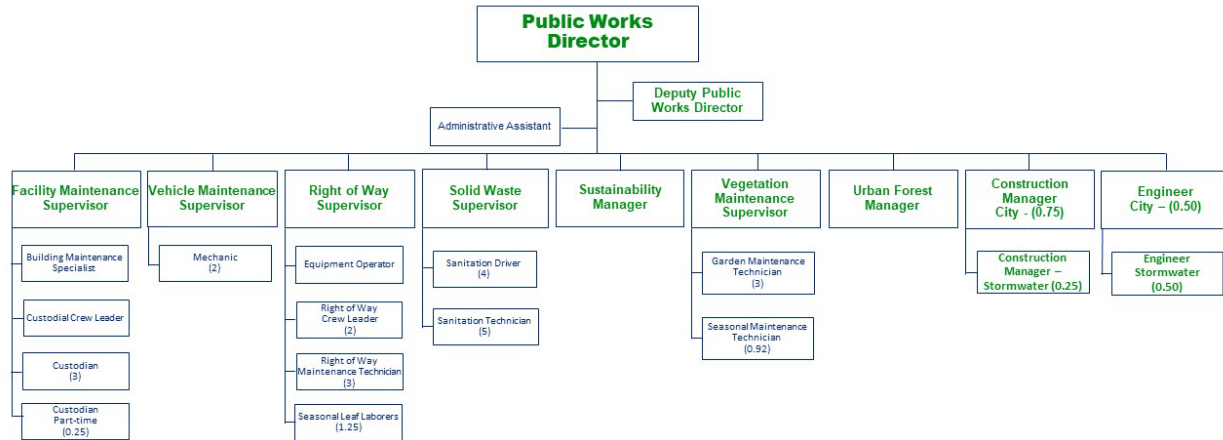 Public Works
Director
Deputy Public
Works Director
Administrative Assistant
Facility Maintenance
Supervisor
Vehicle Maintenance
Supervisor
Right of Way
Supervisor
Solid Waste
Supervisor
Sustainability
Manager
Vegetation
Maintenance
Supervisor
Urban Forest
Manager
Construction
Manager
City - (0.75)
Engineer
City – (0.50)
Building Maintenance
Specialist
Custodial Crew Leader
Custodian
(3)
Custodian
Part-time
(0.25)
Mechanic
(2)
Equipment Operator
Right of Way
Crew Leader
(2)
Right of Way
Maintenance Technician
(3)
Seasonal Leaf Laborers
(1.25)
Sanitation Driver
(4)
Sanitation Technician
(5)
Garden Maintenance
Technician
(3)
Seasonal Maintenance
Technician
(0.92)
Construction
Manager –
Stormwater (0.25)
Engineer
Stormwater
(0.50)